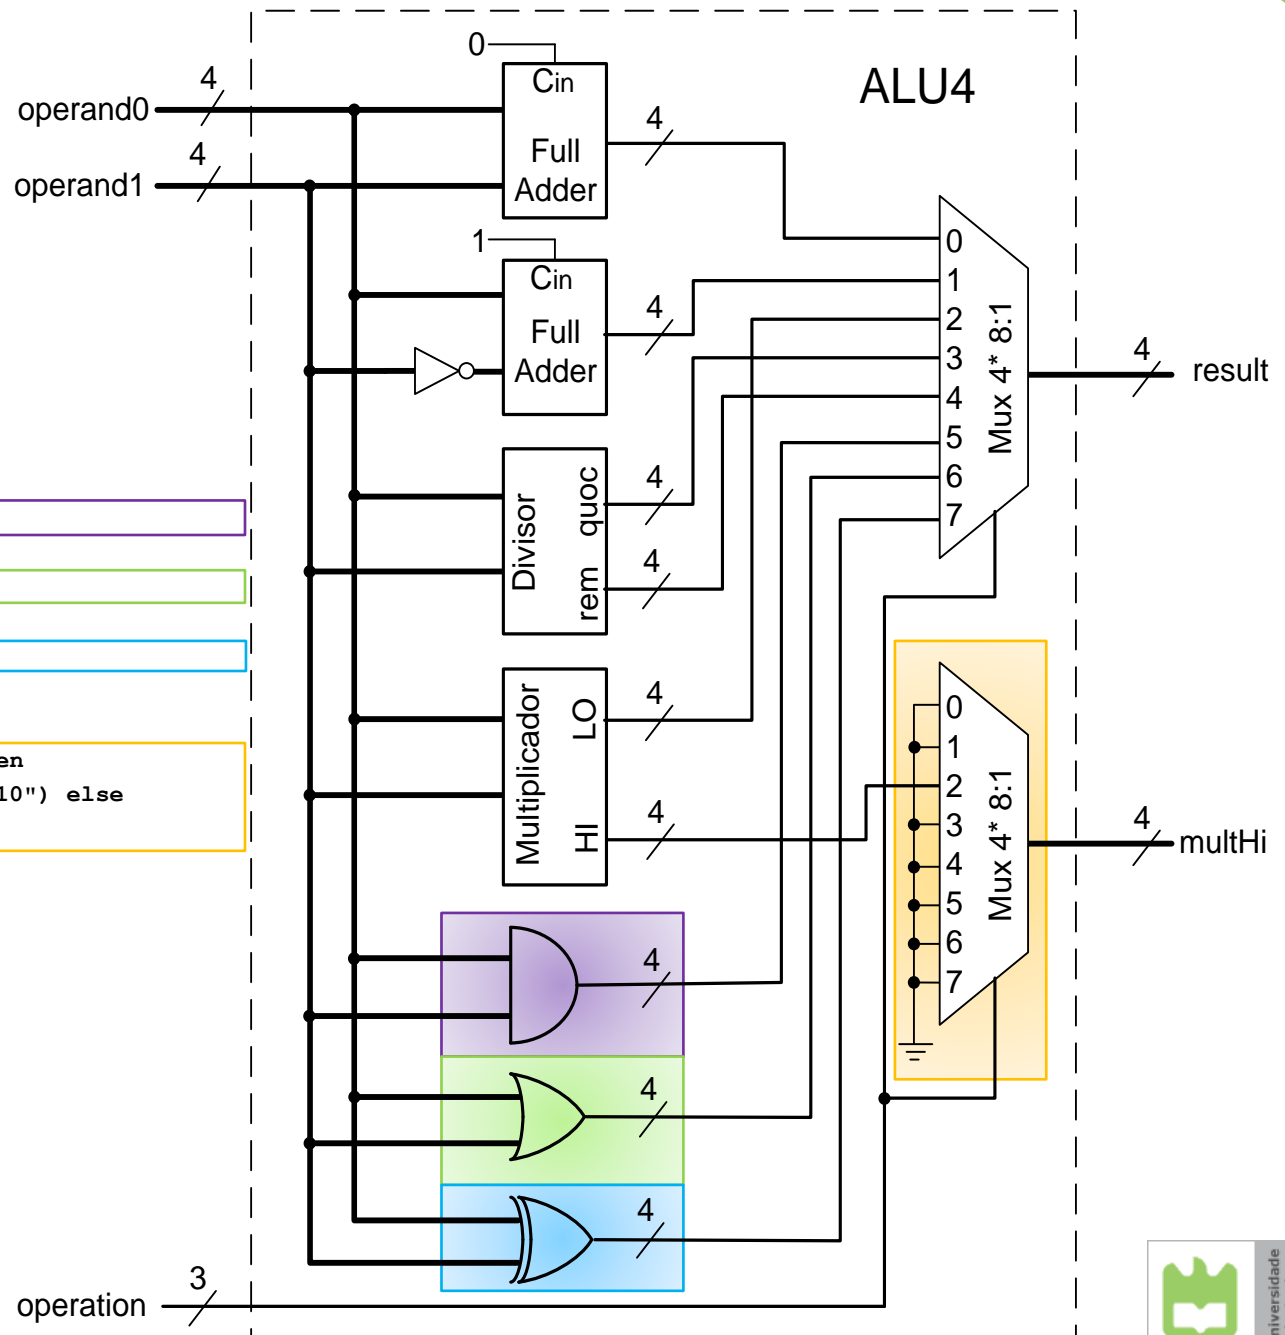 ALU4
operand0
4
operand1
4
0
Cin
Full
Adder
4
1
Cin
Full
Adder
4
Divisor
quoc
rem
4
4
Multiplicador
LO
HI
4
4
4
4
4
0
1
2
3
4
5
6
7
Mux 4* 8:1
4
result
0
1
2
3
4
5
6
7
Mux 4* 8:1
4
multHi
en
10") else
operation
3
niversidade